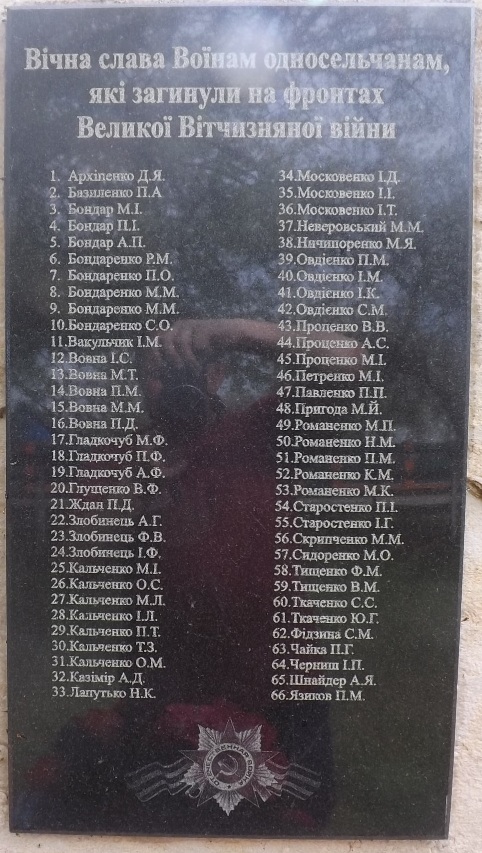 Вічна слава Воїнам односельчанам,
які загинули на фронтах
Великої Вітчизняної війни
1. Архіпенко Д.Я.
2. Базиленко П.А
3. Бондар М.І.
4. Бондар П.І.
5. Бондар А.П.
6. Бондаренко Р.М.
7. Бондаренко П.О.
8. Бондаренко М.М.
9. Бондаренко М.М.
10.Бондаренко С.О.
11.Вакульчик І.М.
12.Вовна І.С.
13.Вовна М.Т.
14.Вовна П.М.
15.Вовна М.М.
16.Вовна П.Д.
17.Гладкочуб М.Ф.
18.Гладкочуб П.Ф.
19.Гладкочуб А.Ф.
20.Глущенко В.Ф.
21.Ждан П.Д.
22.Злобинець А.Г.
23.Злобинець Ф.В.
24.Злобинець І.Ф.
25.Кальченко М.І.
26.Кальченко О.С.
27.Кальченко М.Л.
28.Кальченко І.Л.
29.Кальченко П.Т.
30.Кальченко Т.З.
31.Кальченко О.М.
32.Казімір А.Д.
33.Лапутько Н.К.
34.Московенко І.Д.
35.Московенко І.І.
36.Московенко І.Т.
37.Неверовський М.М.
38.Ничипоренко М.Я.
39.Овдієнко П.М.
40.Овдієнко І.М.
41.Овдієнко І.К.
42.Овдієнко С.М.
43.Проценко В.В.
44.Проценко А.С.
45.Проценко М.І.
46.Петренко М.І.
47.Павленко П.П.
48.Пригода М.Й.
49.Романенко М.П.
50.Романенко Н.М.
51.Романенко П.М.
52.Романенко К.М.
53.Романенко М.К.
54.Старостенко П.І.
55.Старостенко І.Г.
56.Скрипченко М.М.
57.Сидоренко М.О.
58.Тищенко Ф.М.
59.Тищенко В.М.
60.Ткаченко С.С.
61.Ткаченко Ю.Г.
62.Фідзина С.М.
63.Чайка П.Г.
64.Черниш І.П.
65.Шнайдер А.Я.
66.Язиков П.М.